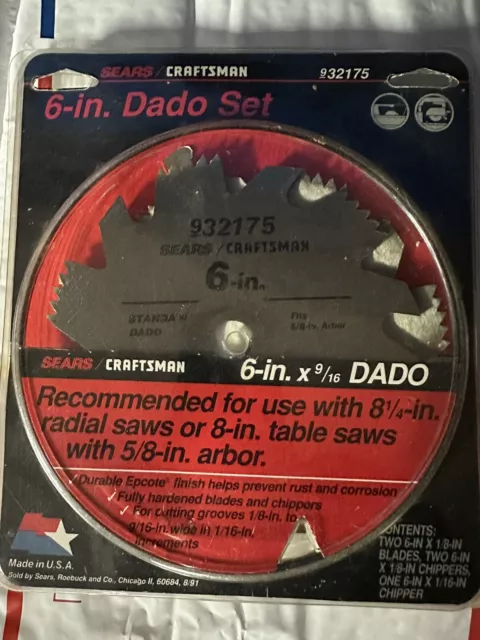 SEARS / CRAFTSMAN
932175
6-in. Dado Set
932175
SEARS / CRAFTSMAN
6-in.
STANDARD
DADO
Fits
5/8-in. Arbor
SEARS / CRAFTSMAN
6-in. x 9/16 DADO
Recommended for use with 8 1/4-in.
radial saws or 8-in. table saws
with 5/8-in. arbor.
✓ Durable Epcote® finish helps prevent rust and corrosion
✓ Fully hardened blades and chippers
✓ For cutting grooves 1/8-in. to
9/16-in. wide in 1/16-in.
increments
Made in U.S.A.
Sold by Sears, Roebuck and Co., Chicago Il, 60684, 8/91
CONTENTS:
TWO 6-IN X 1/8-IN
BLADES, TWO 6-IN
X 1/8-IN CHIPPERS,
ONE 6-IN X 1/16-IN
CHIPPER